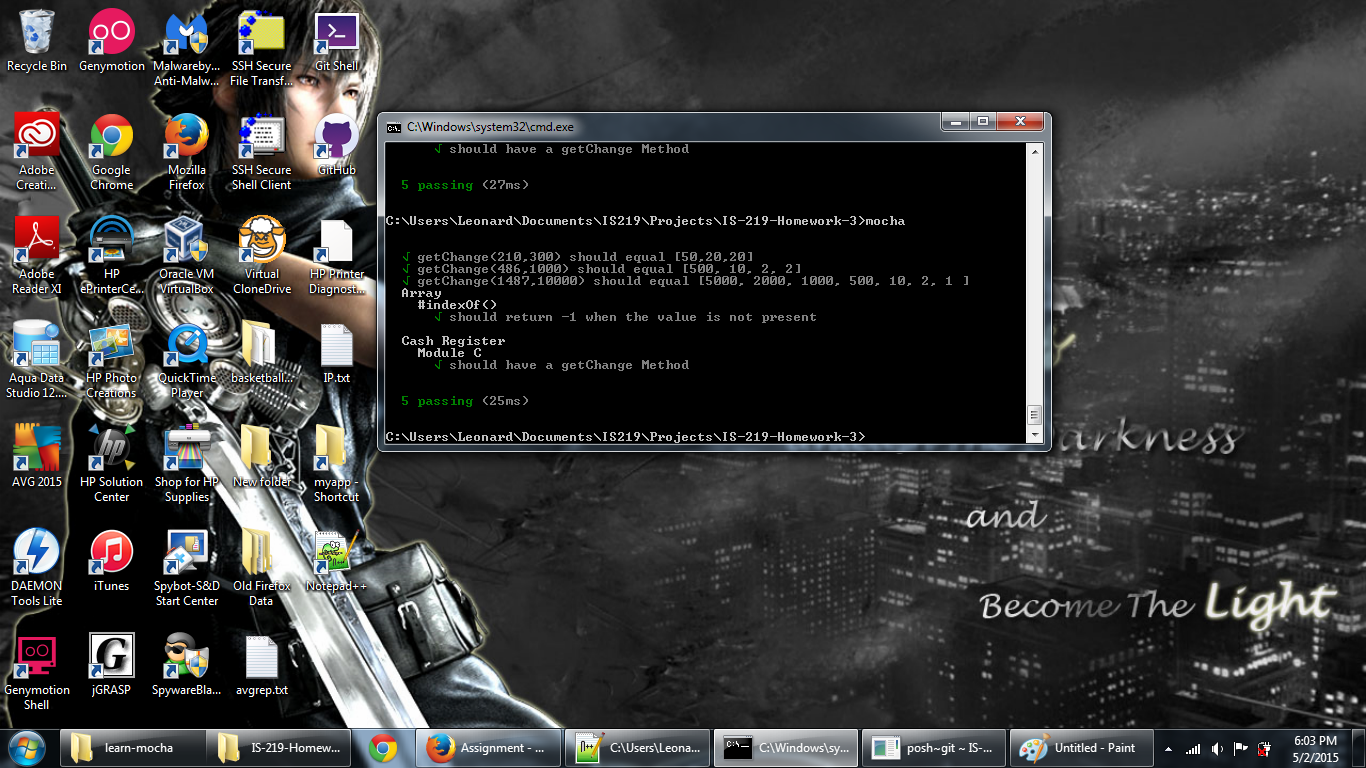 Recycle Bin
Genymotion
Malwareby...
Anti-Malw...
SSH Secure
File Transf...
Git Shell
Adobe
Creati...
Google
Chrome
Mozilla
Firefox
SSH Secure
Shell Client
GitHub
Adobe
Reader XI
HP
ePrinterCe...
Oracle VM
VirtualBox
Virtual
CloneDrive
HP Printer
Diagnost...
Aqua Data
Studio 12....
HP Photo
Creations
QuickTime
Player
basketball...
IP.txt
AVG 2015
HP Solution
Center
Shop for HP
Supplies
New folder
myapp -
Shortcut
DAEMON
Tools Lite
iTunes
Spybot-S&D
Start Center
Old Firefox
Data
Notepad++
Genymotion
Shell
jGRASP
SpywareBla...
avgrep.txt
C:\Windows\system32\cmd.exe
√ should have a getChange Method
5 passing (27ms)
C:\Users\Leonard\Documents\IS219\Projects\IS-219-Homework-3>mocha
√ getChange(210,300) should equal [50,20,20]
√ getChange(486,1000) should equal [500, 10, 2, 2]
√ getChange(1487,10000) should equal [5000, 2000, 1000, 500, 10, 2, 1 ]
Array
#indexOf()
√ should return -1 when the value is not present
Cash Register
Module C
√ should have a getChange Method
5 passing (25ms)
C:\Users\Leonard\Documents\IS219\Projects\IS-219-Homework-3>
and
Become The Light
learn-mocha
IS-219-Homew...
Assignment - ...
C:\Users\Leona...
C:\Windows\sy...
posh~git ~ IS-...
Untitled - Paint
6:03 PM
5/2/2015